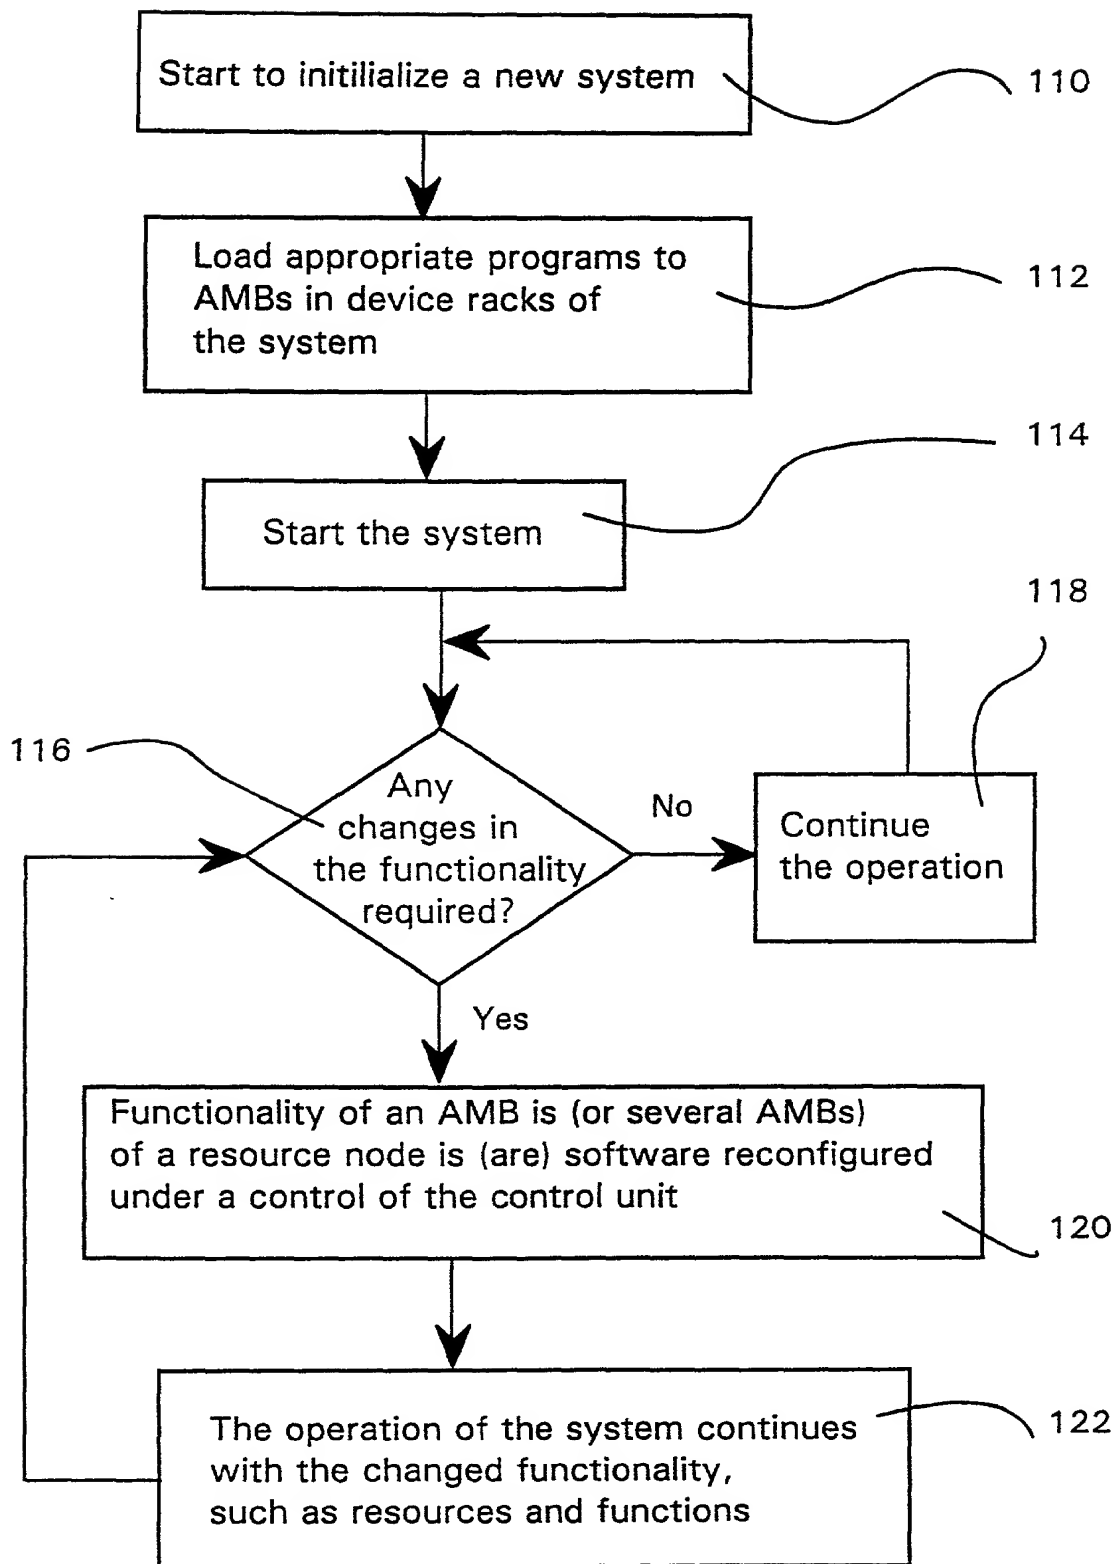 Start to initilialize a new system
110
Load appropriate programs to
AMBs in device racks of
the system
112
114
Start the system
118
116
Any
changes in
the functionality
required?
No
Continue
the operation
Yes
Functionality of an AMB is (or several AMBs)
of a resource node is (are) software reconfigured
under a control of the control unit
120
The operation of the system continues
with the changed functionality,
such as resources and functions
122